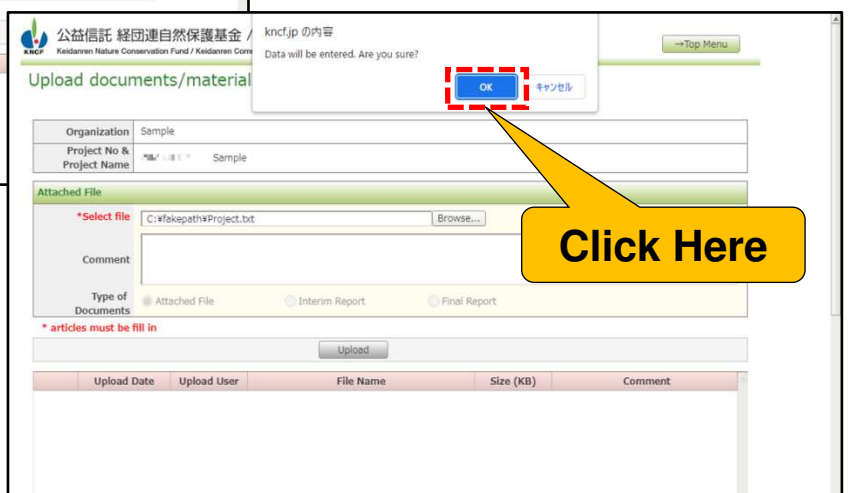 公益信託 経団連自然保護基金 /
Keidanren Nature Conservation Fund / Keidanren Com
KNCF
kncf.jp の内容
Data will be entered. Are you sure?
OK キャンセル
→Top Menu
Upload documents/material
Organization Sample
Project No & Project Name Sample
Attached File
*Select file C:¥fakepath¥Project.txt Browse...
Click Here
Comment
Type of Documents Attached File Interim Report Final Report
* articles must be fill in
Upload
Upload Date Upload User File Name Size (KB) Comment